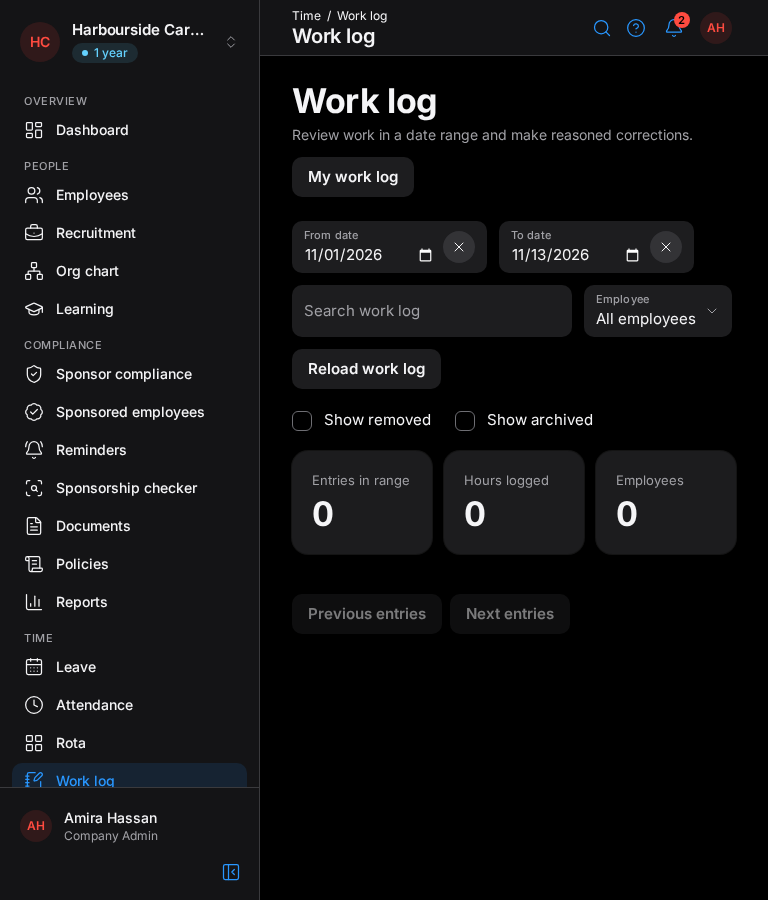 HC
Harbourside Car...
1 year
OVERVIEW
Dashboard
PEOPLE
Employees
Recruitment
Org chart
Learning
COMPLIANCE
Sponsor compliance
Sponsored employees
Reminders
Sponsorship checker
Documents
Policies
Reports
TIME
Leave
Attendance
Rota
Work log
AH
Amira Hassan
Company Admin
Time / Work log
Work log
2
AH
Work log
Review work in a date range and make reasoned corrections.
My work log
From date
11/01/2026
To date
11/13/2026
Search work log
Employee
All employees
Reload work log
Show removed
Show archived
Entries in range
0
Hours logged
0
Employees
0
Previous entries
Next entries